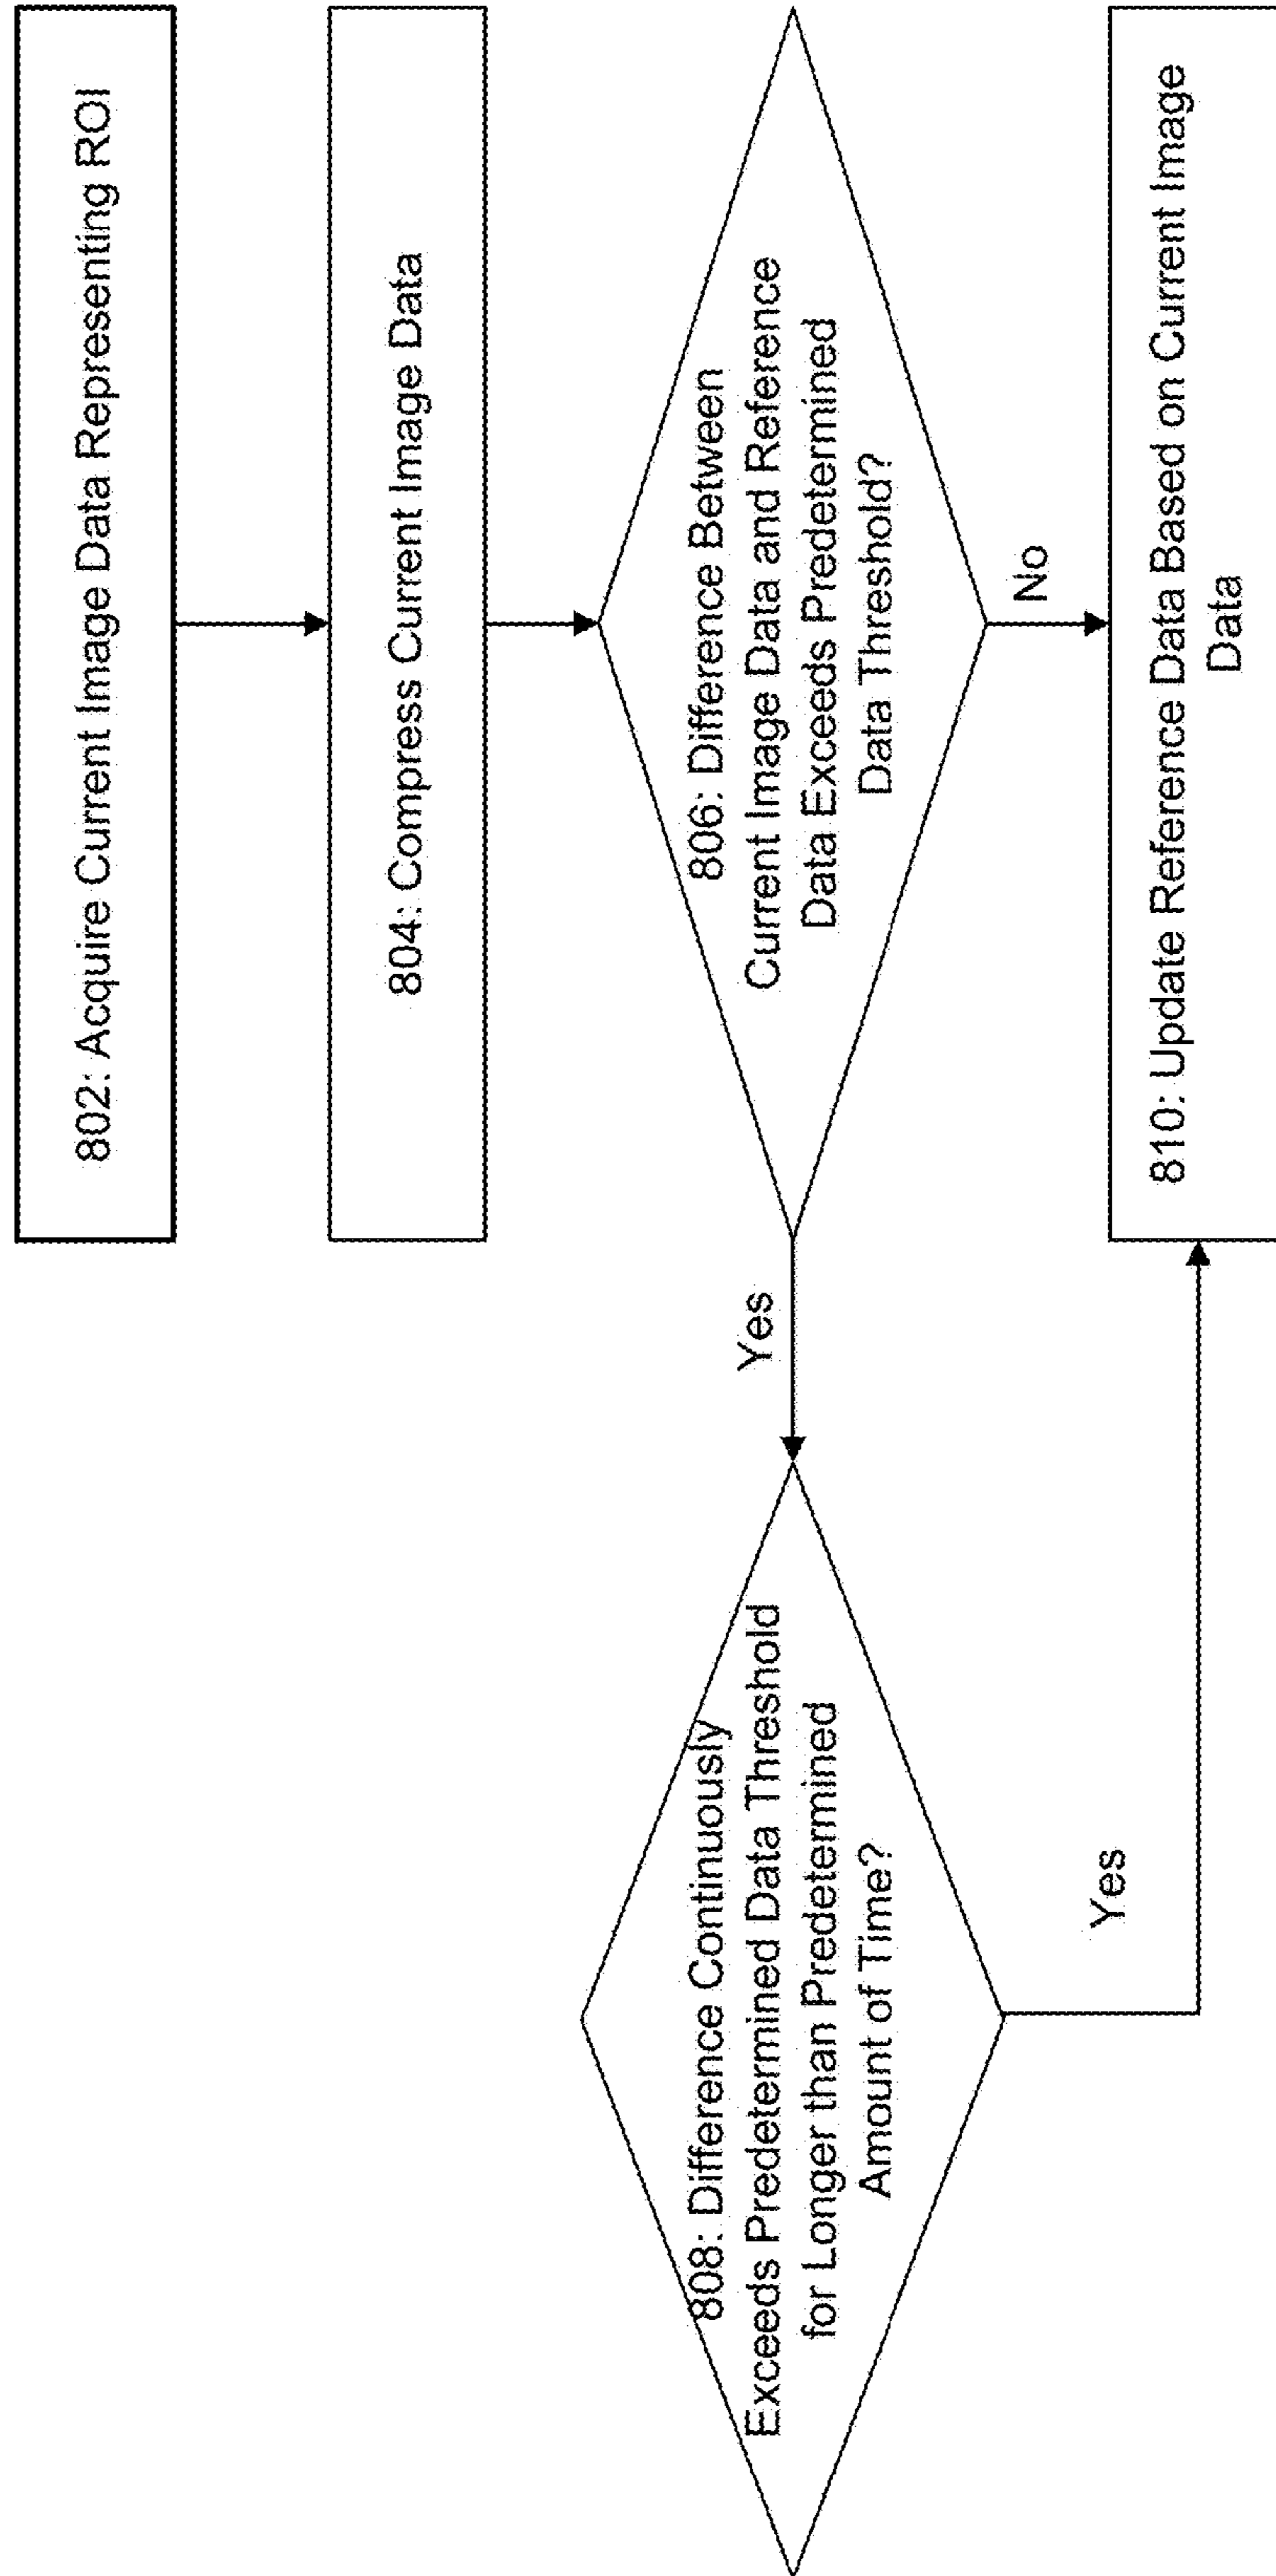 802: Acquire Current Image Data Representing ROI
804: Compress Current Image Data
806: Difference Between
Current Image Data and Reference
Data Exceeds Predetermined
Data Threshold?
Yes
No
808: Difference Continuously
Exceeds Predetermined Data Threshold
for Longer than Predetermined
Amount of Time?
Yes
810: Update Reference Data Based on Current Image
Data